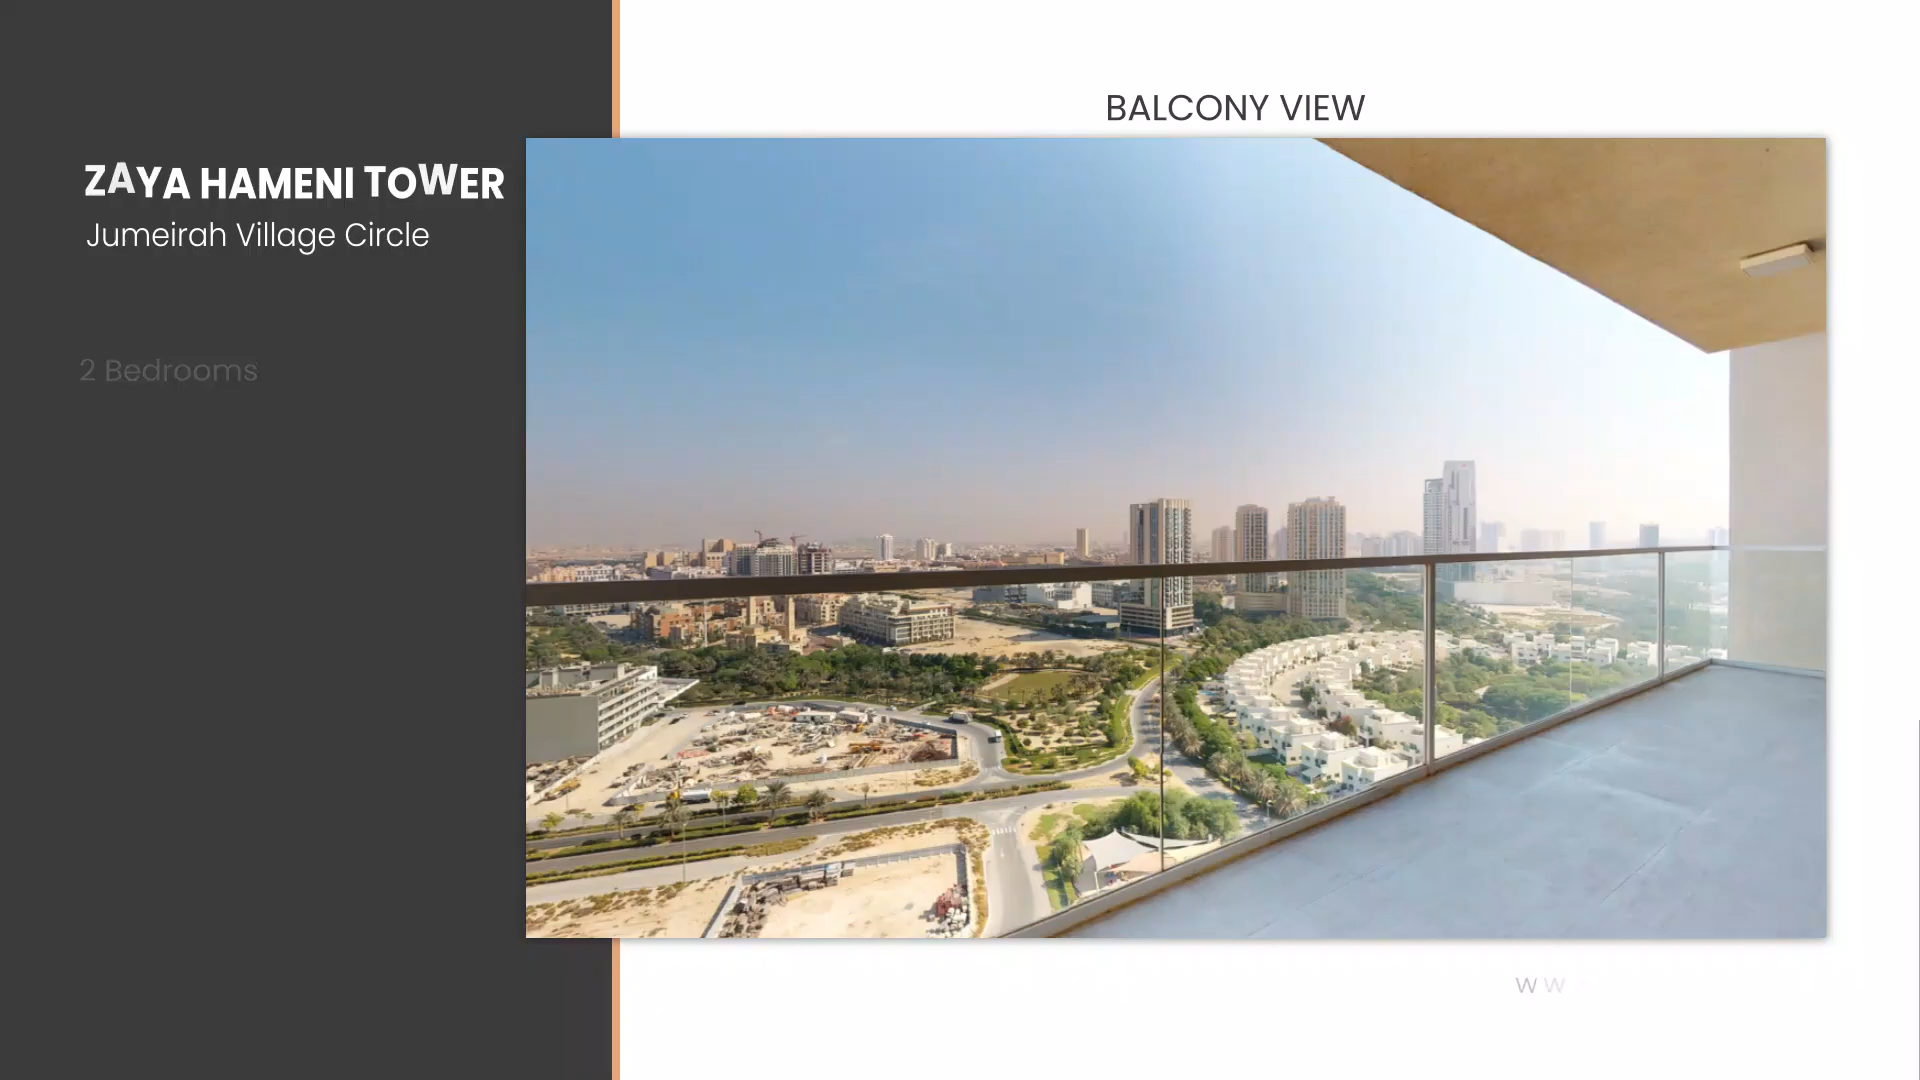 BALCONY VIEW
ZAYA HAMENI TOWER
Jumeirah Village Circle
2 Bedrooms
W W